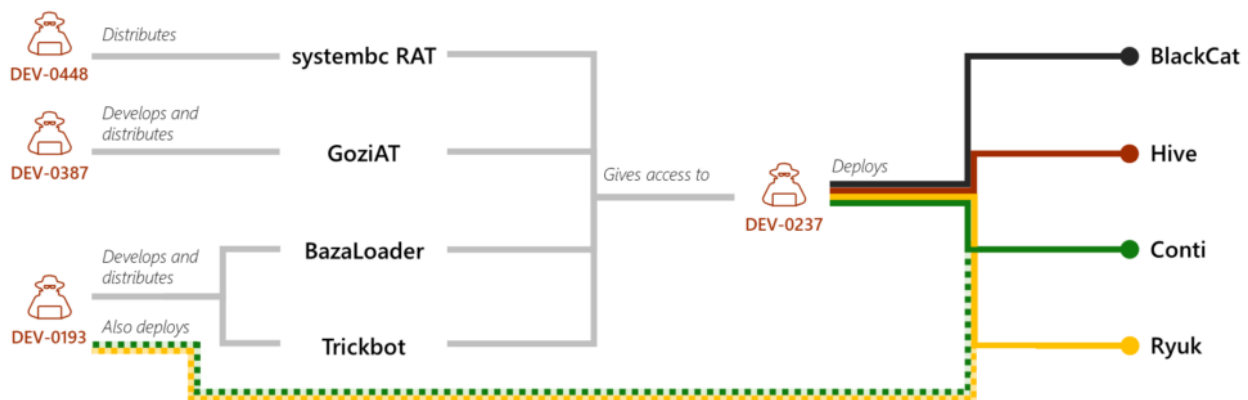 Distributes
DEV-0448
systembc RAT
BlackCat
Develops and
distributes
DEV-0387
GoziAT
Hive
Gives access to
Deploys
DEV-0237
Develops and
distributes
BazaLoader
Conti
DEV-0193
Also deploys
Trickbot
Ryuk